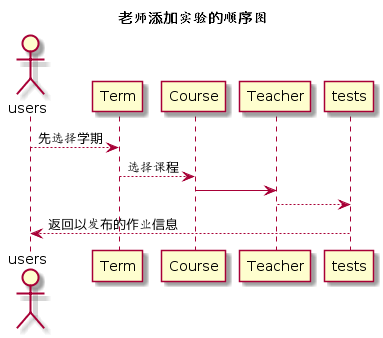 老师添加实验的顺序图
users
Term
Course
Teacher
tests
先选择学期
选择课程
返回以发布的作业信息
users
Term
Course
Teacher
tests